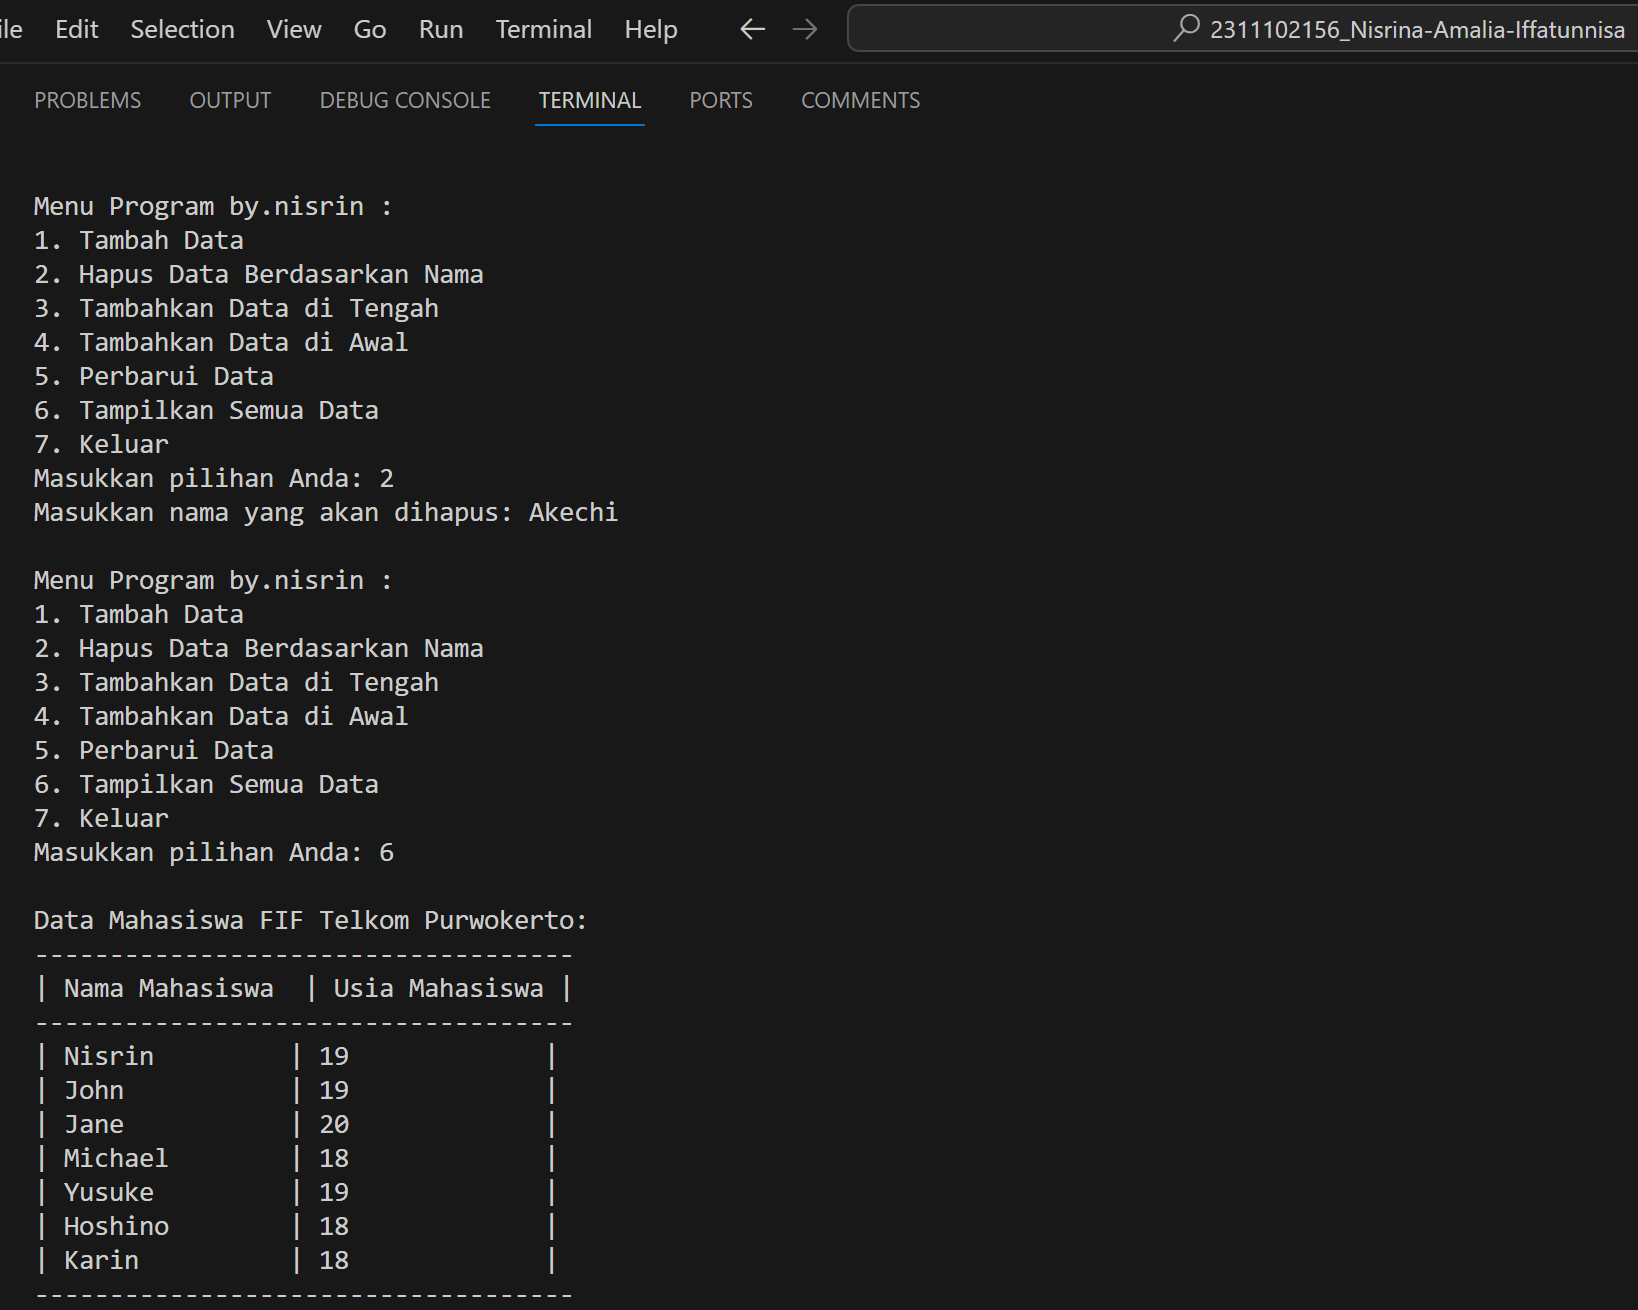 Edit Selection View Go Run Terminal Help ← → 2311102156_Nisrina-Amalia-Iffatunnisa
PROBLEMS OUTPUT DEBUG CONSOLE TERMINAL PORTS COMMENTS
Menu Program by.nisrin :
1. Tambah Data
2. Hapus Data Berdasarkan Nama
3. Tambahkan Data di Tengah
4. Tambahkan Data di Awal
5. Perbarui Data
6. Tampilkan Semua Data
7. Keluar
Masukkan pilihan Anda: 2
Masukkan nama yang akan dihapus: Akechi
Menu Program by.nisrin :
1. Tambah Data
2. Hapus Data Berdasarkan Nama
3. Tambahkan Data di Tengah
4. Tambahkan Data di Awal
5. Perbarui Data
6. Tampilkan Semua Data
7. Keluar
Masukkan pilihan Anda: 6
Data Mahasiswa FIF Telkom Purwokerto:
------------------------------------
| Nama Mahasiswa  | Usia Mahasiswa |
------------------------------------
| Nisrin         | 19             |
| John           | 19             |
| Jane           | 20             |
| Michael        | 18             |
| Yusuke         | 19             |
| Hoshino        | 18             |
| Karin          | 18             |
------------------------------------